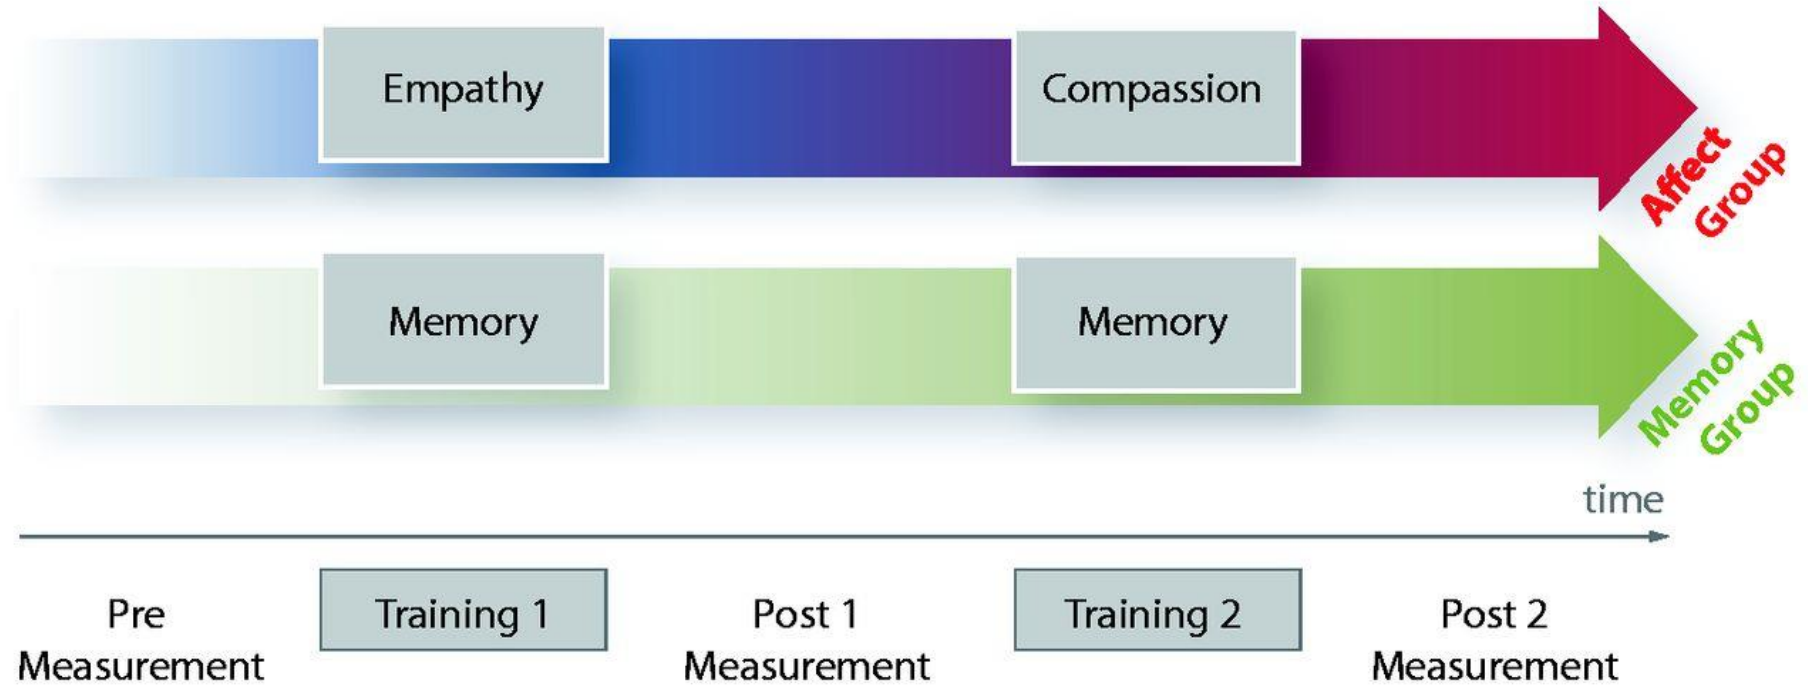 Empathy
Compassion
Affect
Group
Memory
Memory
Memory
Group
time
Pre
Measurement
Training 1
Post 1
Measurement
Training 2
Post 2
Measurement